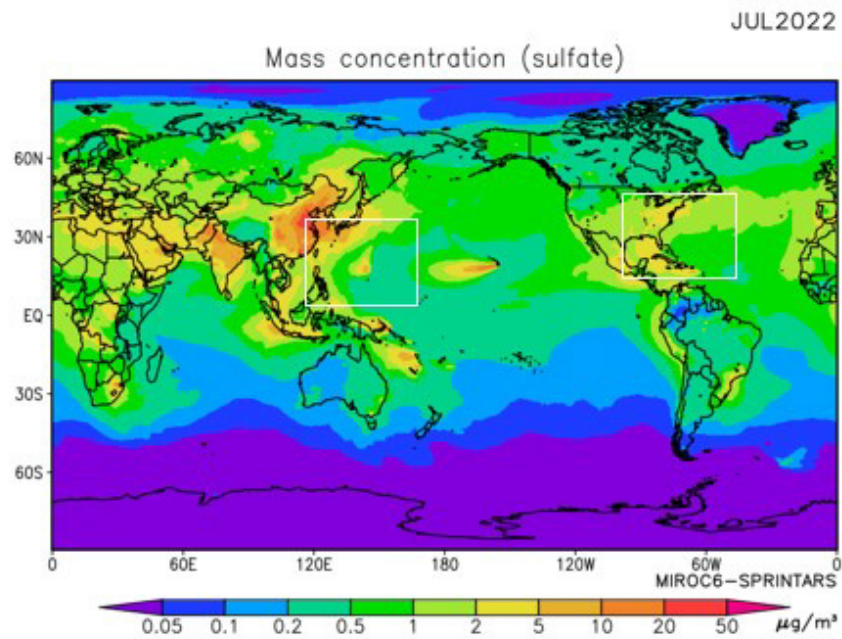 JUL2022
Mass concentration (sulfate)
60N
30N
EQ
30S
60S
0 60E 120E 180 120W 60W 0
MIROC6-SPRINTARS
0.05 0.1 0.2 0.5 1 2 5 10 20 50 μg/m³